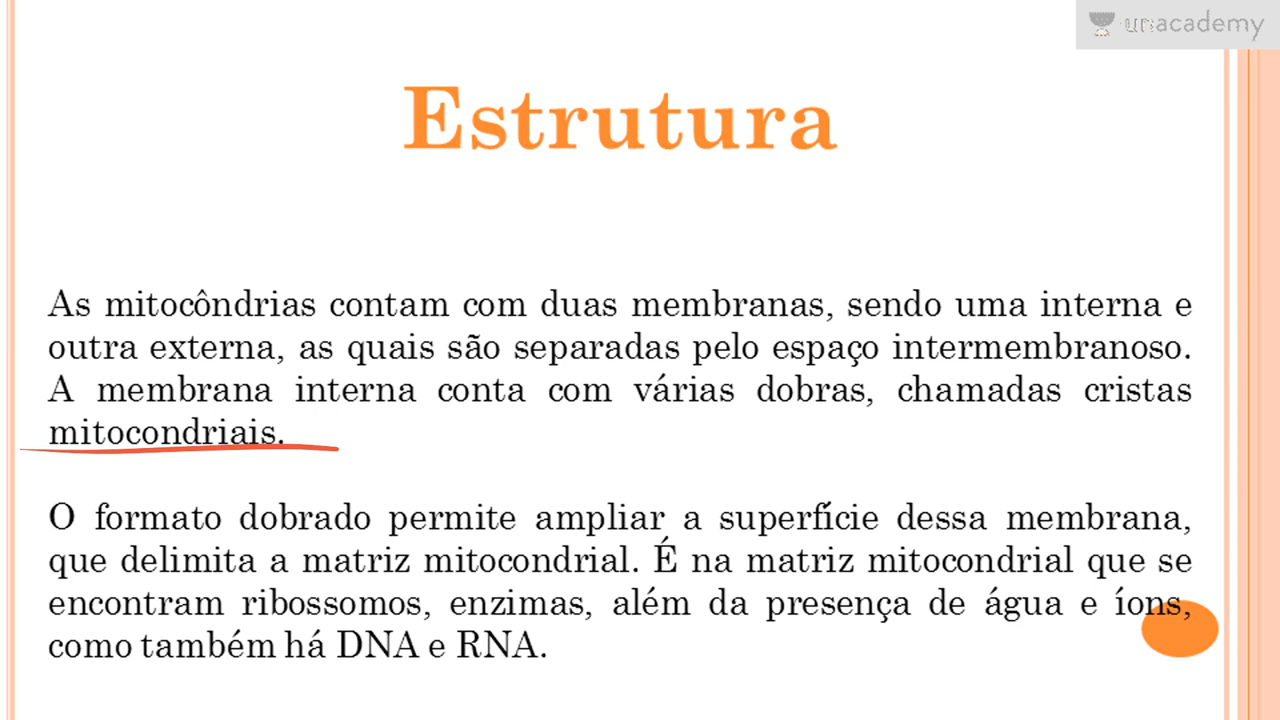 unacademy
Estrutura
As mitocôndrias contam com duas membranas, sendo uma interna e
outra externa, as quais são separadas pelo espaço intermembranoso.
A membrana interna conta com várias dobras, chamadas cristas
mitocondriais.
O formato dobrado permite ampliar a superfície dessa membrana,
que delimita a matriz mitocondrial. É na matriz mitocondrial que se
encontram ribossomos, enzimas, além da presença de água e íons,
como também há DNA e RNA.